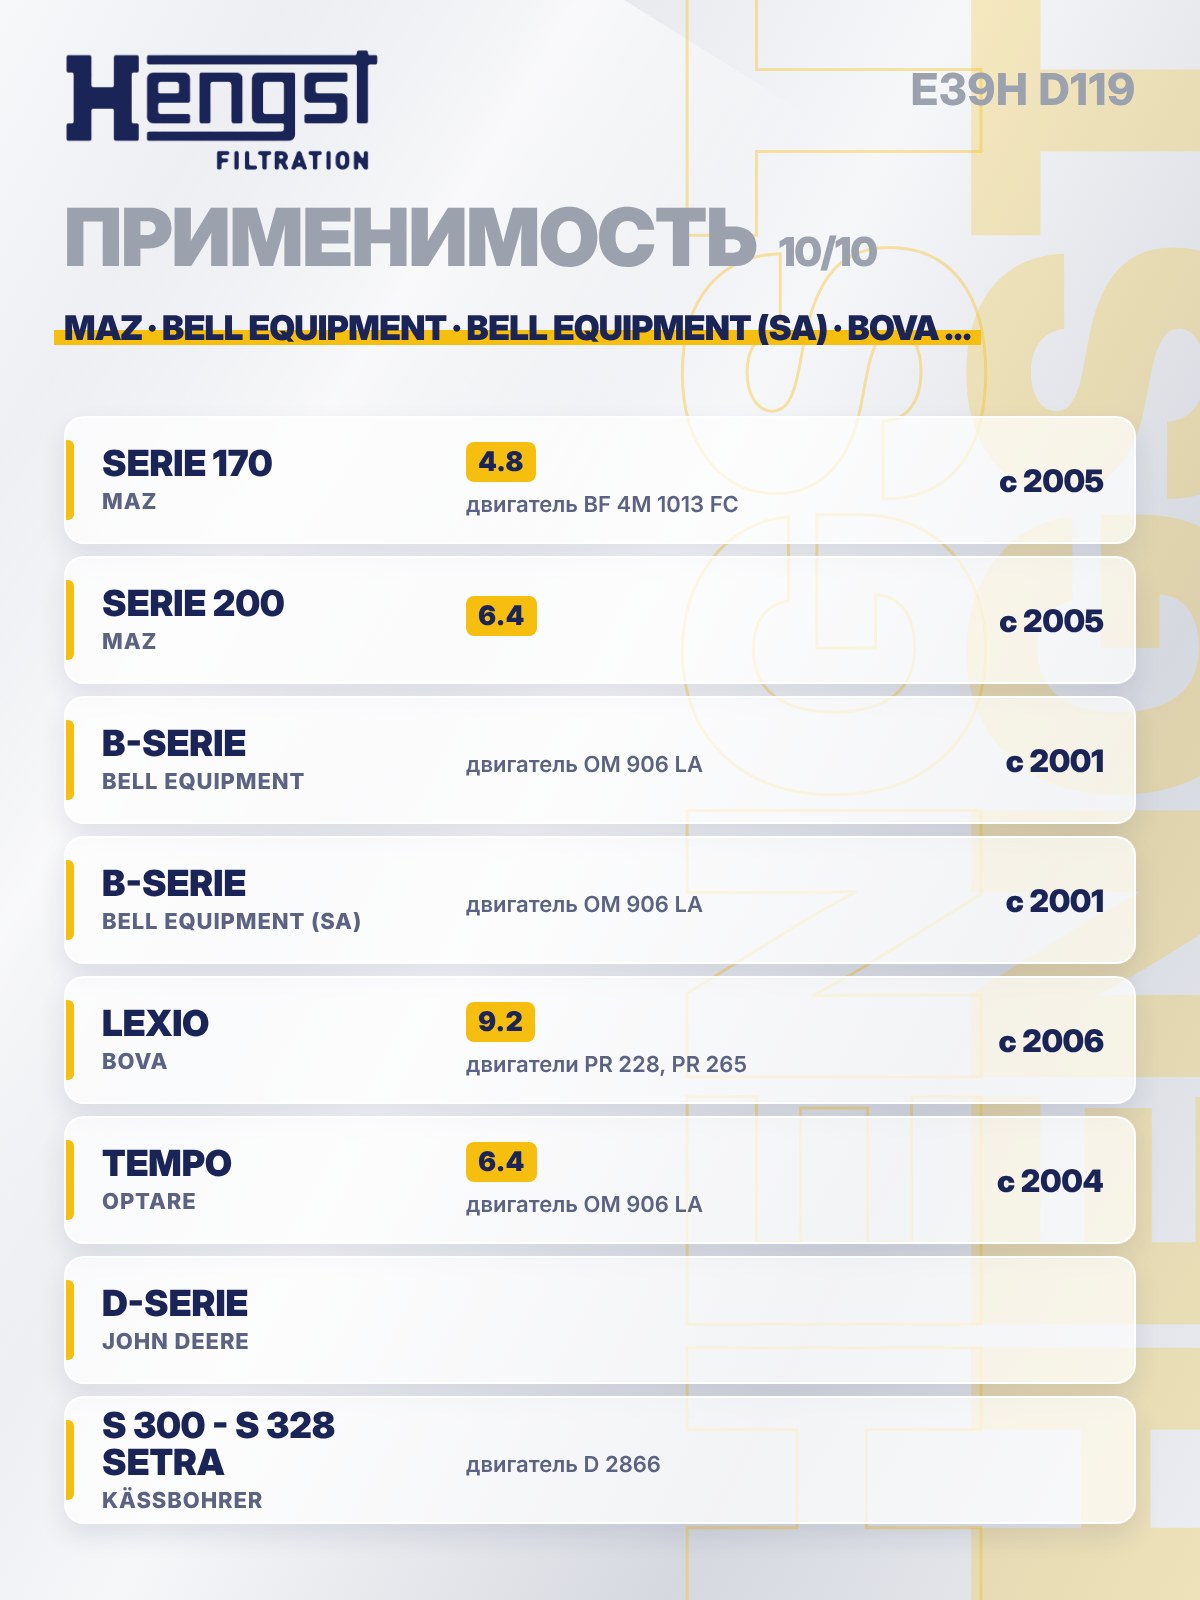 Hengst
FILTRATION
E39H D119
ПРИМЕНИМОСТЬ 10/10
MAZ · BELL EQUIPMENT · BELL EQUIPMENT (SA) · BOVA ...
SERIE 170
MAZ
4.8
двигатель BF 4M 1013 FC
с 2005
SERIE 200
MAZ
6.4
с 2005
B-SERIE
BELL EQUIPMENT
двигатель OM 906 LA
с 2001
B-SERIE
BELL EQUIPMENT (SA)
двигатель OM 906 LA
с 2001
LEXIO
BOVA
9.2
двигатели PR 228, PR 265
с 2006
TEMPO
OPTARE
6.4
двигатель OM 906 LA
с 2004
D-SERIE
JOHN DEERE
S 300 - S 328
SETRA
KÄSSBOHRER
двигатель D 2866
HENGST
HENGST